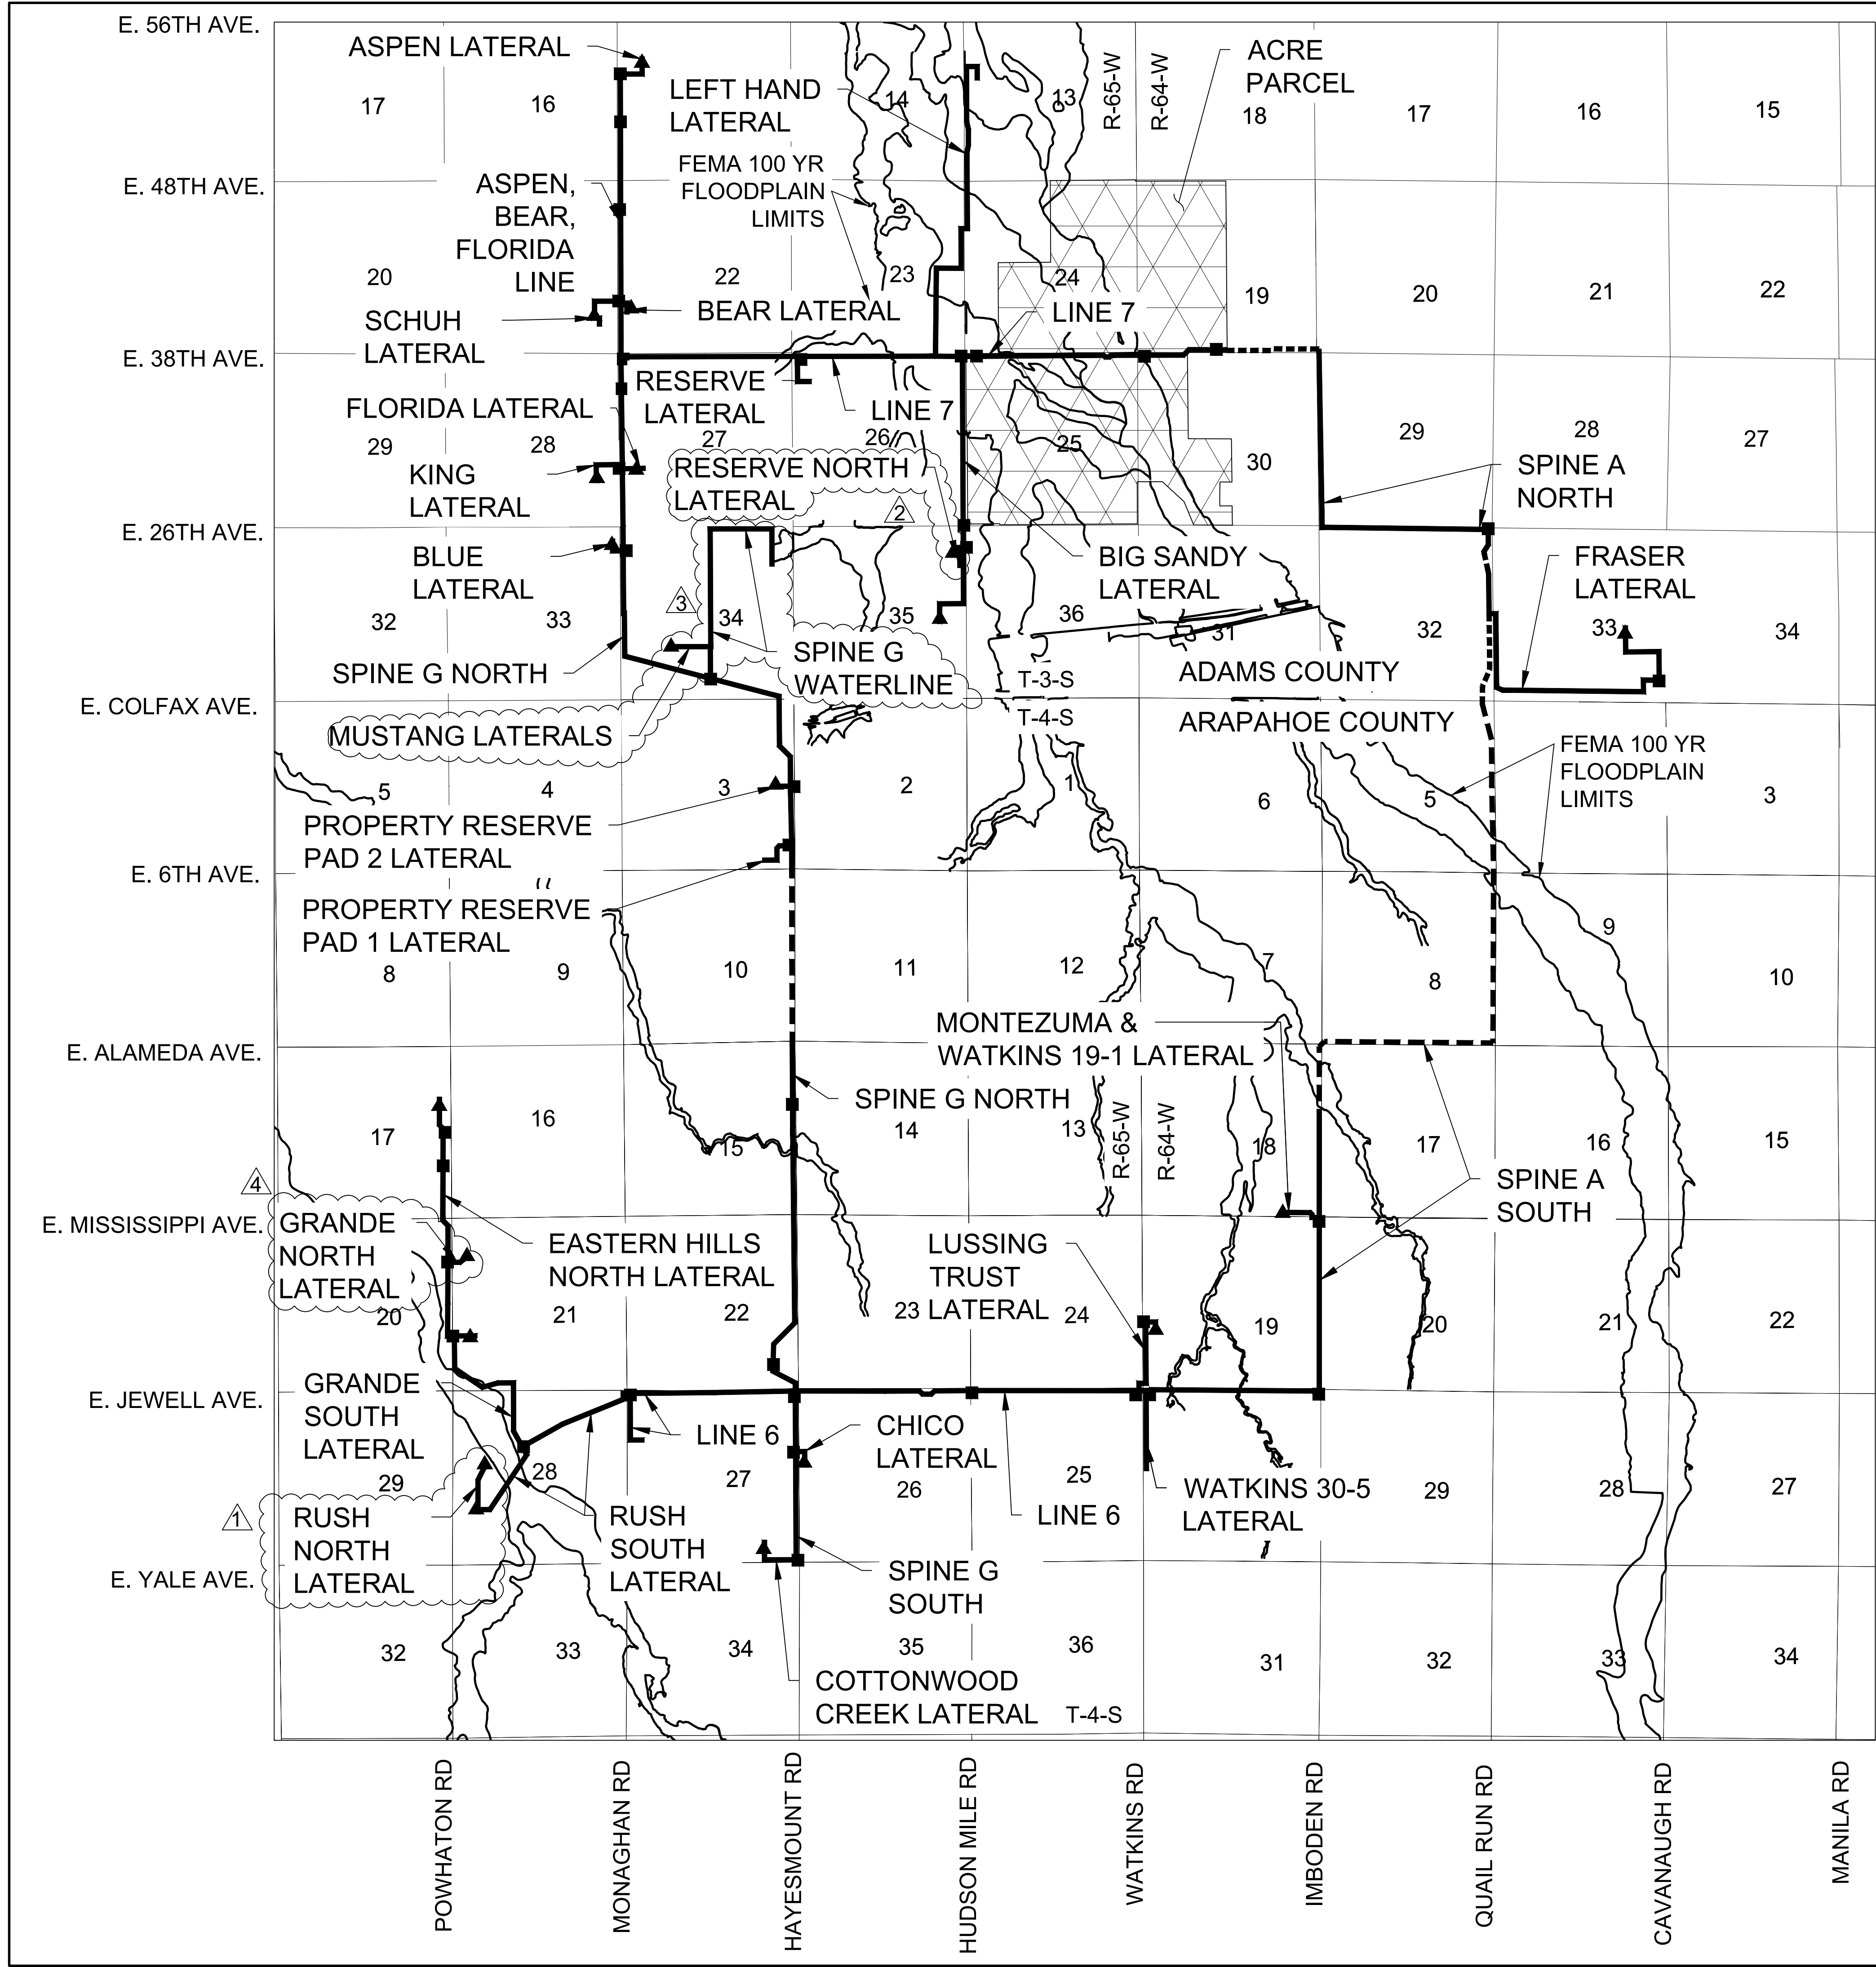 E. 56TH AVE.
ASPEN LATERAL
ACRE
PARCEL
LEFT HAND
LATERAL
R-65-W
R-64-W
17
16
14
13
18
17
16
15
FEMA 100 YR
FLOODPLAIN
LIMITS
E. 48TH AVE.
ASPEN,
BEAR,
FLORIDA
LINE
20
22
23
24
19
20
21
22
SCHUH
LATERAL
BEAR LATERAL
LINE 7
E. 38TH AVE.
RESERVE
LATERAL
FLORIDA LATERAL
LINE 7
29
28
27
26
25
30
29
28
27
KING
LATERAL
RESERVE NORTH
LATERAL
2
SPINE A
NORTH
E. 26TH AVE.
BLUE
LATERAL
BIG SANDY
LATERAL
FRASER
LATERAL
3
32
33
34
35
36
31
32
33
34
SPINE G NORTH
SPINE G
WATERLINE
T-3-S
ADAMS COUNTY
E. COLFAX AVE.
T-4-S
ARAPAHOE COUNTY
MUSTANG LATERALS
FEMA 100 YR
FLOODPLAIN
LIMITS
5
4
3
2
1
6
5
3
PROPERTY RESERVE
PAD 2 LATERAL
E. 6TH AVE.
PROPERTY RESERVE
PAD 1 LATERAL
8
9
10
11
12
7
8
9
10
MONTEZUMA &
WATKINS 19-1 LATERAL
E. ALAMEDA AVE.
SPINE G NORTH
R-65-W
R-64-W
17
16
15
14
13
18
17
16
15
4
SPINE A
SOUTH
E. MISSISSIPPI AVE.
GRANDE
NORTH
LATERAL
EASTERN HILLS
NORTH LATERAL
LUSSING
TRUST
LATERAL
20
21
22
23
24
19
20
21
22
E. JEWELL AVE.
GRANDE
SOUTH
LATERAL
LINE 6
CHICO
LATERAL
29
28
27
26
25
29
28
27
WATKINS 30-5
LATERAL
LINE 6
1
RUSH
NORTH
LATERAL
RUSH
SOUTH
LATERAL
SPINE G
SOUTH
E. YALE AVE.
32
33
34
35
36
31
32
33
34
COTTONWOOD
CREEK LATERAL
T-4-S
POWHATON RD
MONAGHAN RD
HAYESMOUNT RD
HUDSON MILE RD
WATKINS RD
IMBODEN RD
QUAIL RUN RD
CAVANAUGH RD
MANILA RD